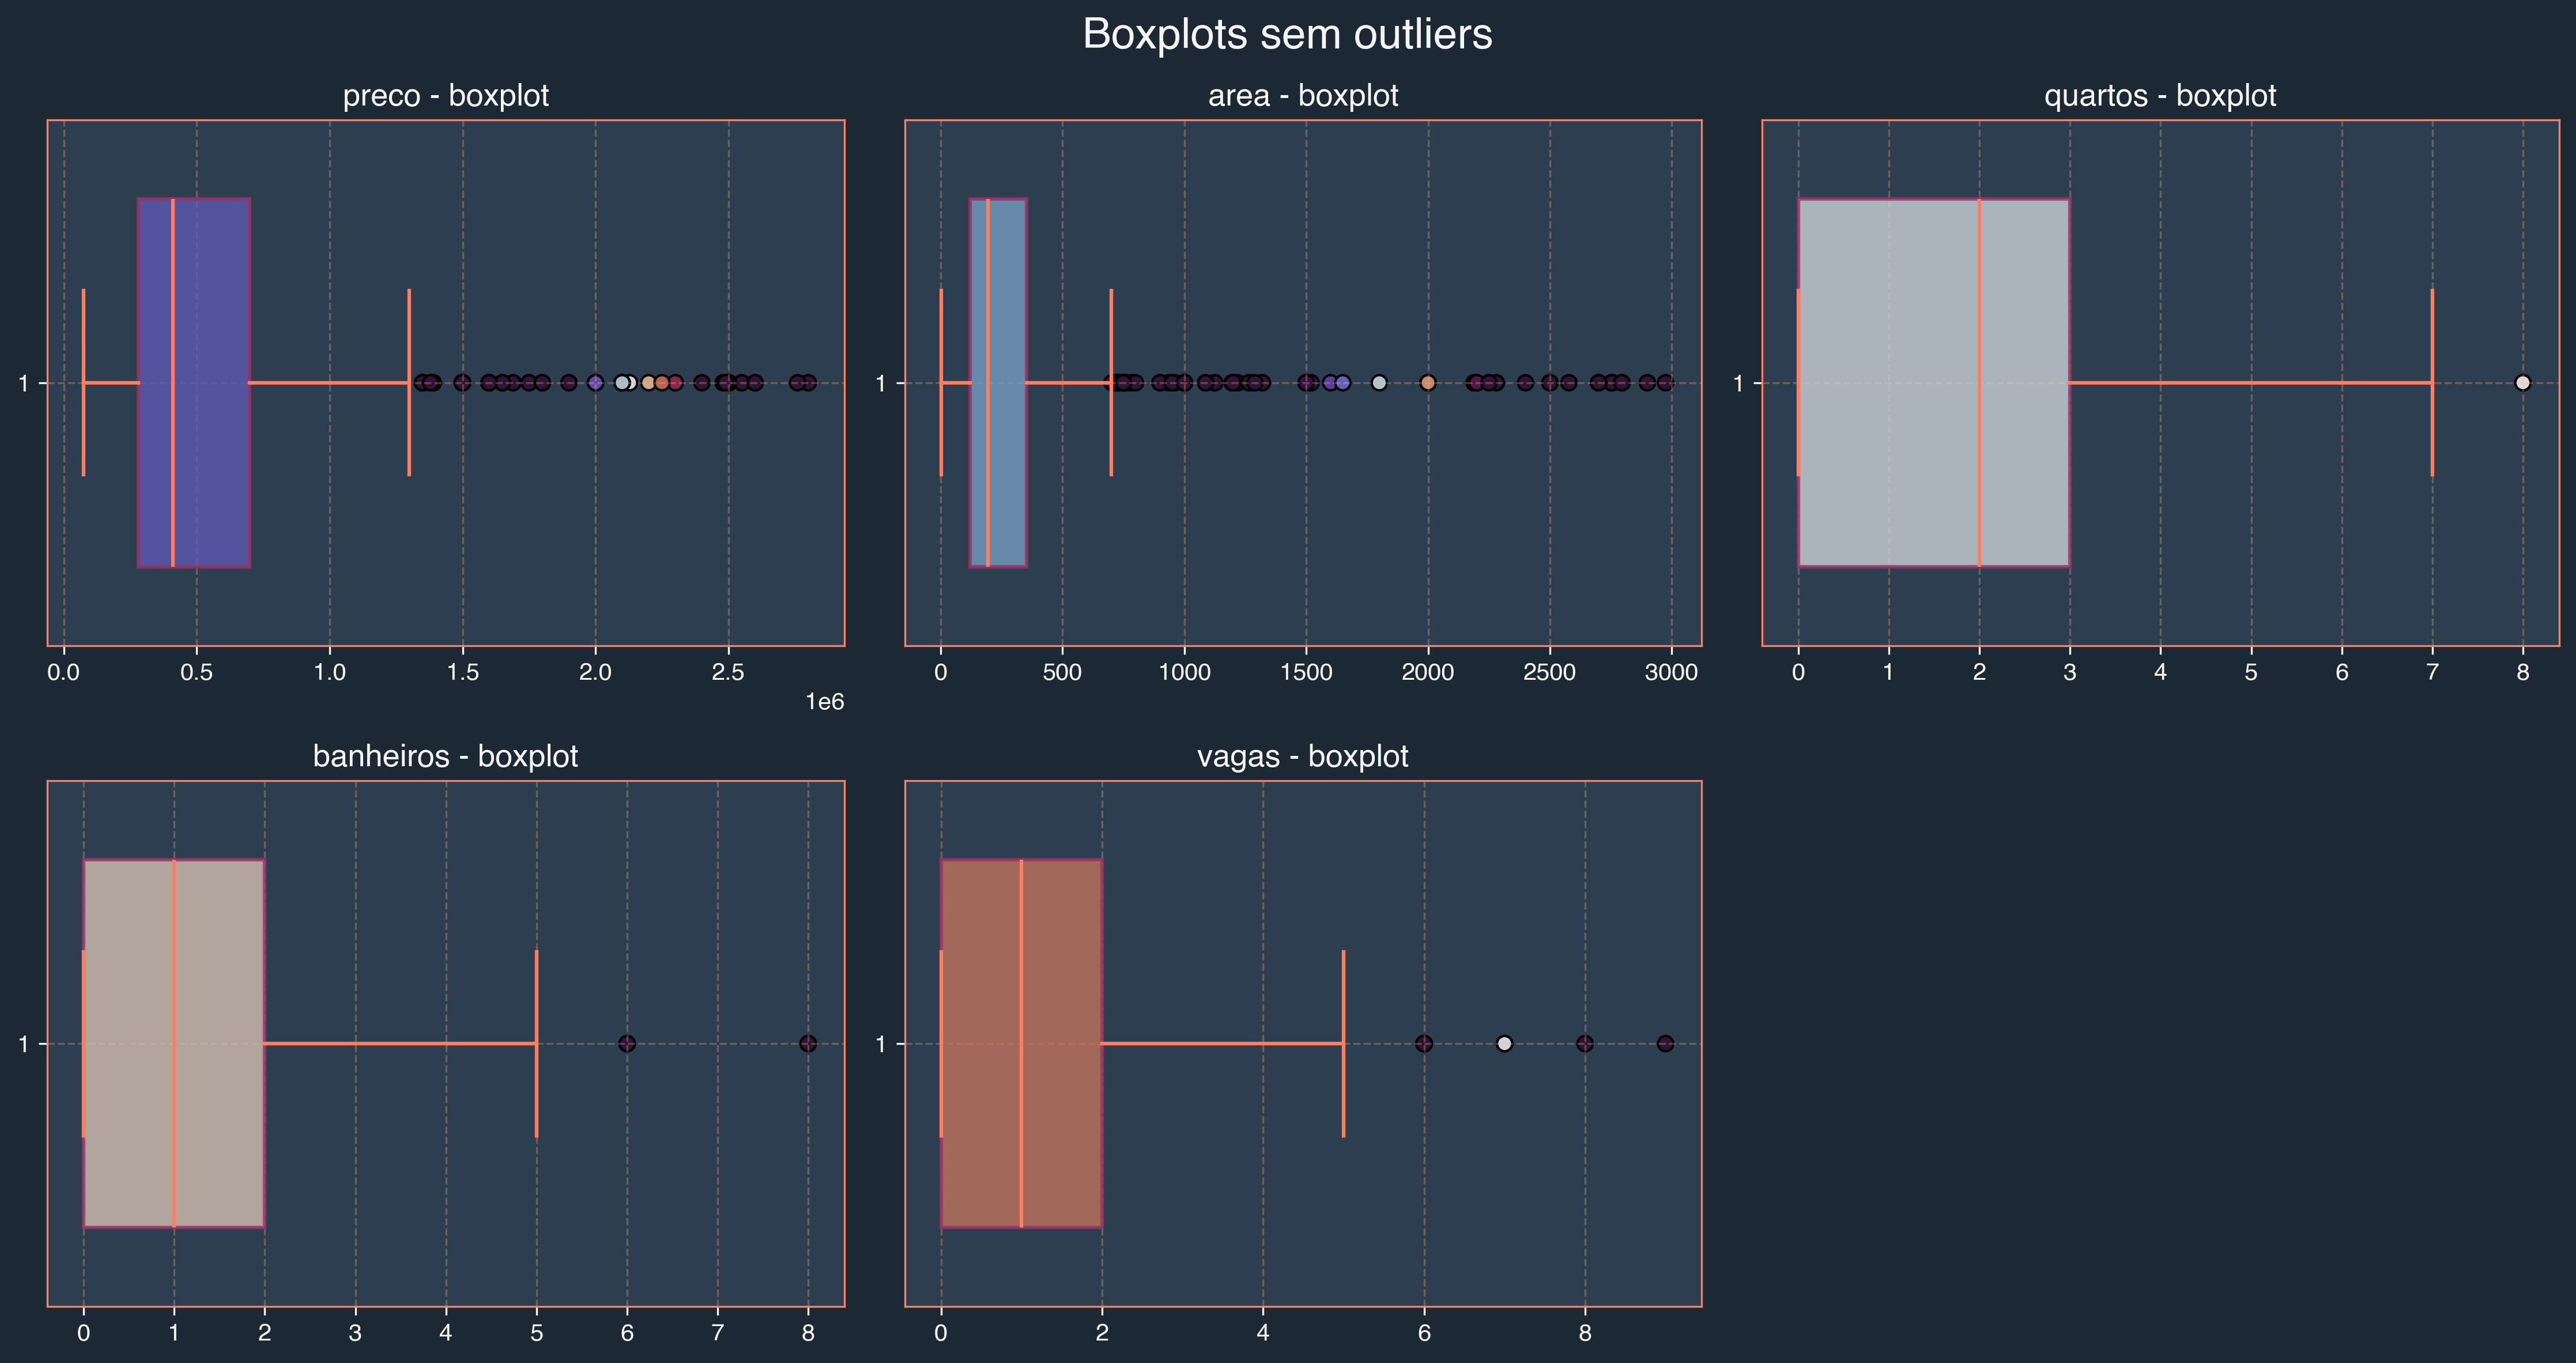 Boxplots sem outliers
preco - boxplot
1
0.0 0.5 1.0 1.5 2.0 2.5
1e6
area - boxplot
1
0 500 1000 1500 2000 2500 3000
quartos - boxplot
1
0 1 2 3 4 5 6 7 8
banheiros - boxplot
1
0 1 2 3 4 5 6 7 8
vagas - boxplot
1
0 2 4 6 8